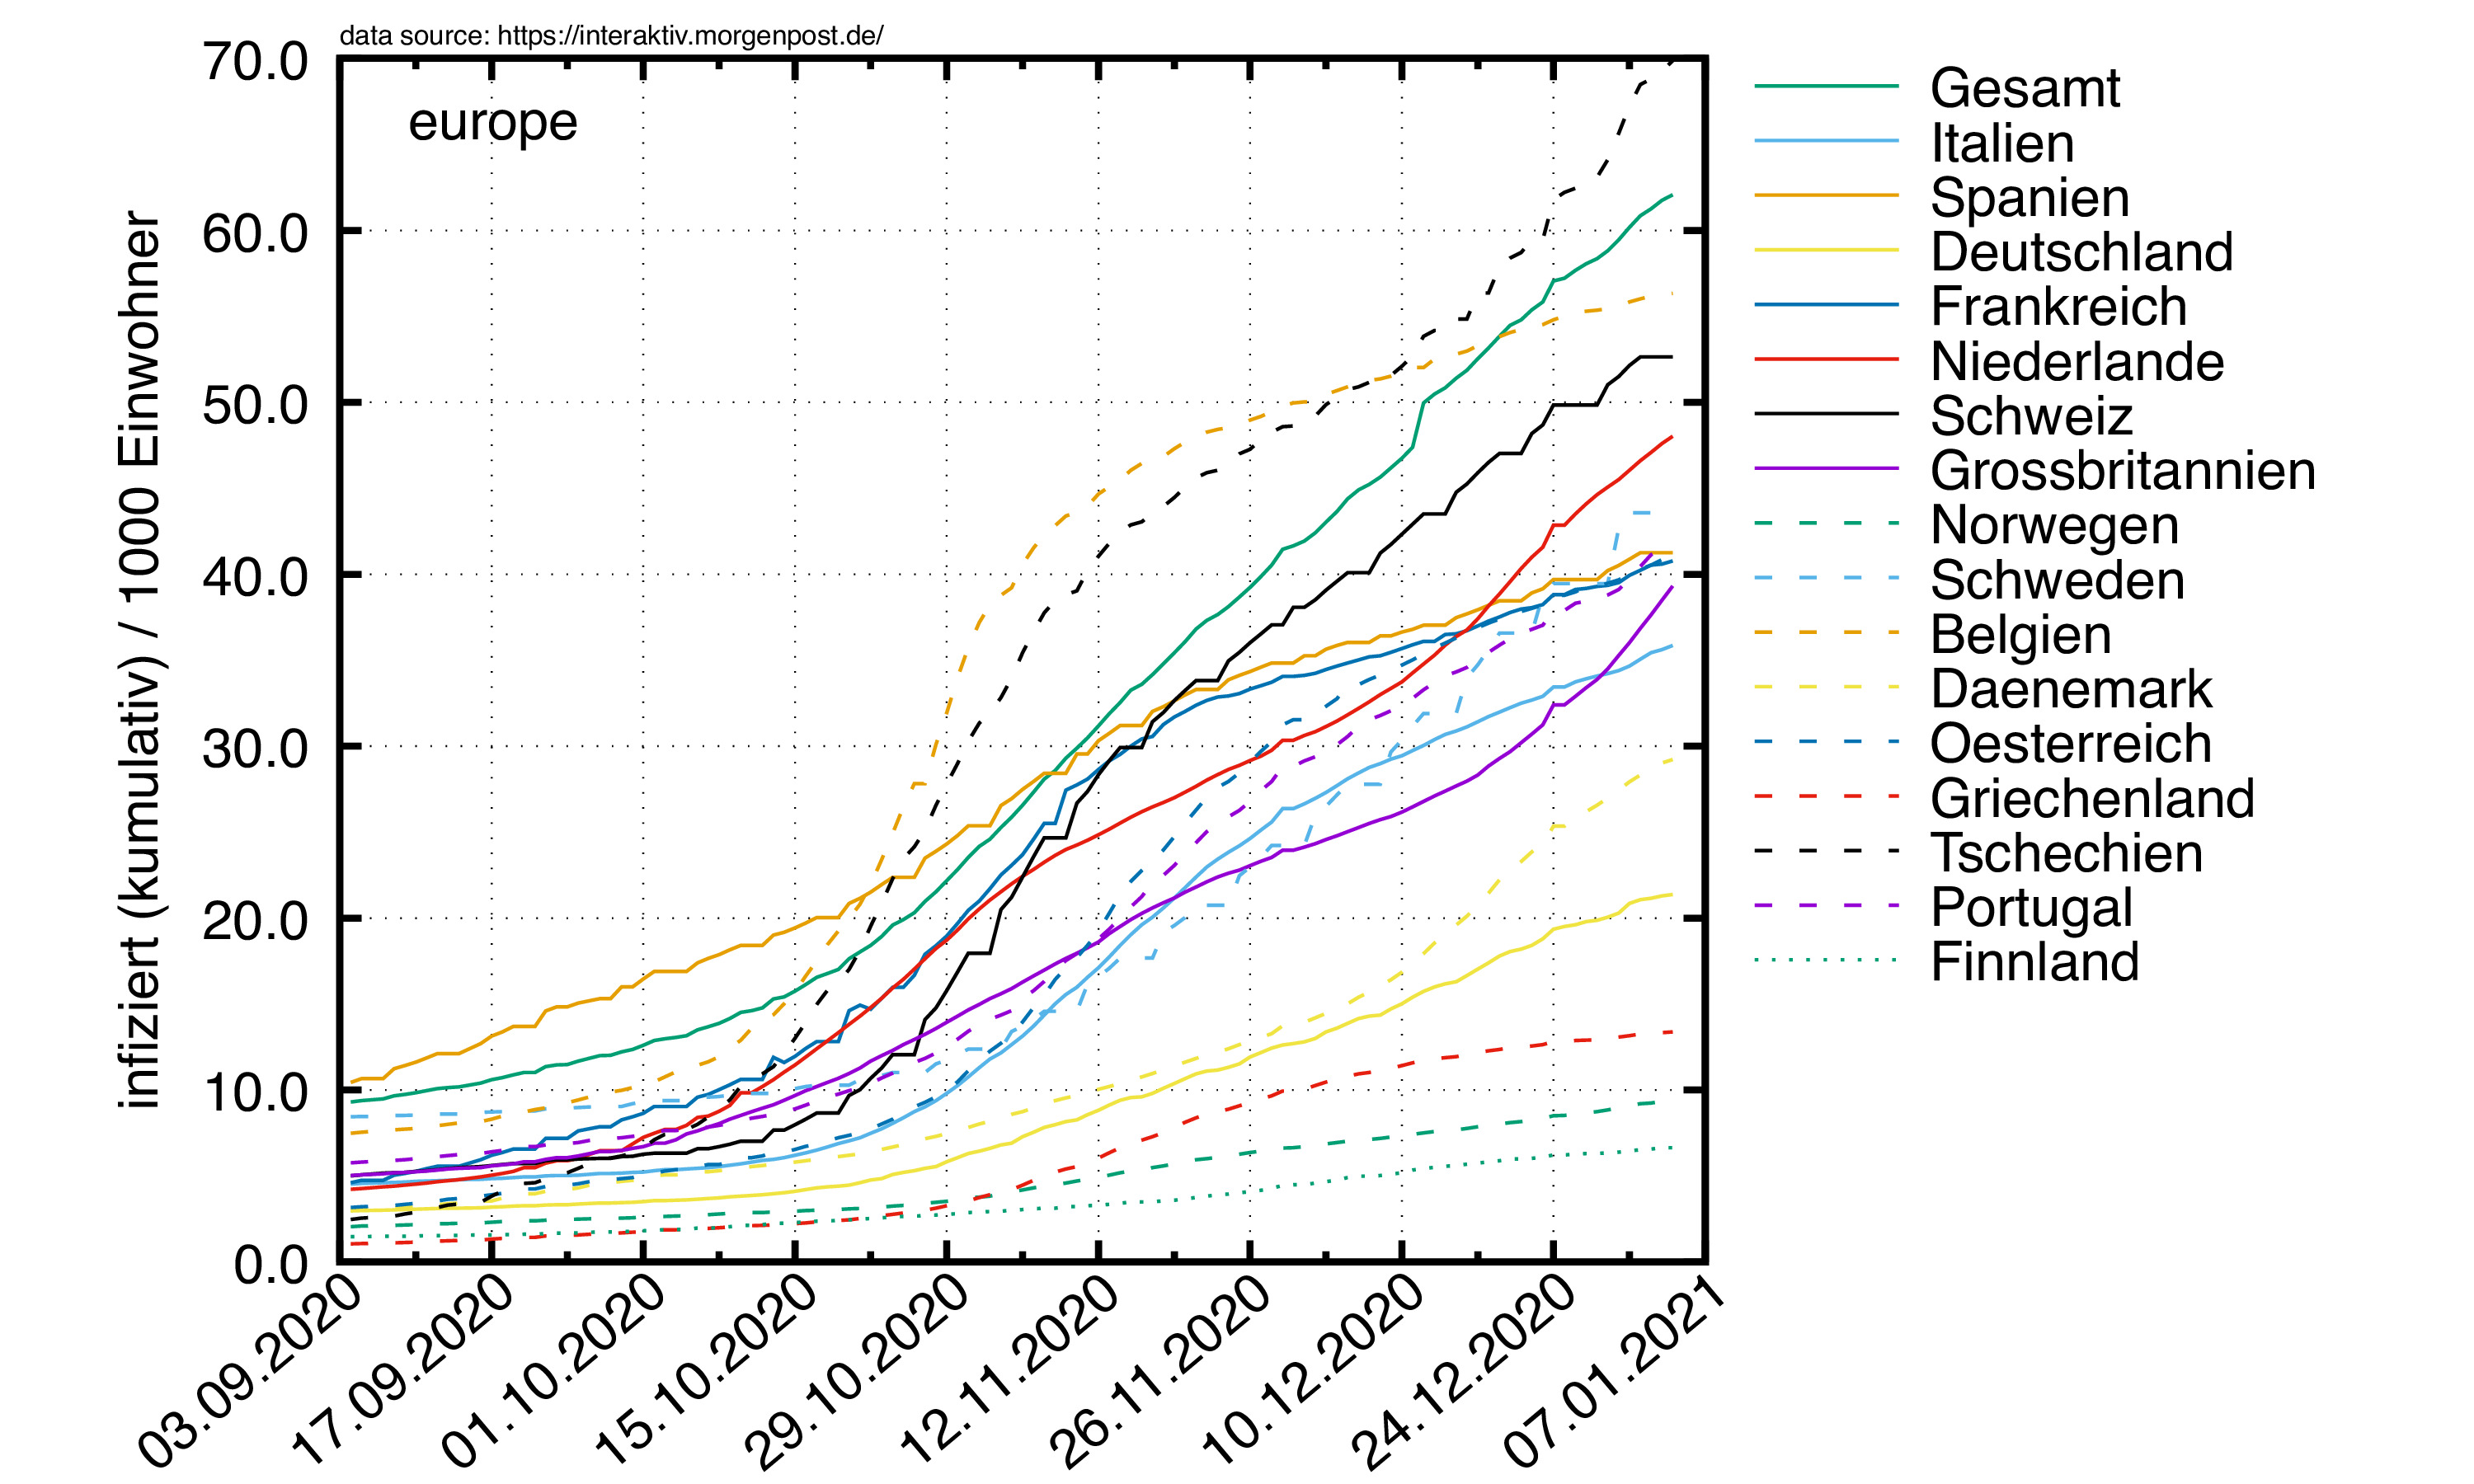 data source: https://interaktiv.morgenpost.de/
europe
infiziert (kumulativ) / 1000 Einwohner
70.0
60.0
50.0
40.0
30.0
20.0
10.0
0.0
03.09.2020
17.09.2020
01.10.2020
15.10.2020
29.10.2020
12.11.2020
26.11.2020
10.12.2020
24.12.2020
07.01.2021
Gesamt
Italien
Spanien
Deutschland
Frankreich
Niederlande
Schweiz
Grossbritannien
Norwegen
Schweden
Belgien
Daenemark
Oesterreich
Griechenland
Tschechien
Portugal
Finnland